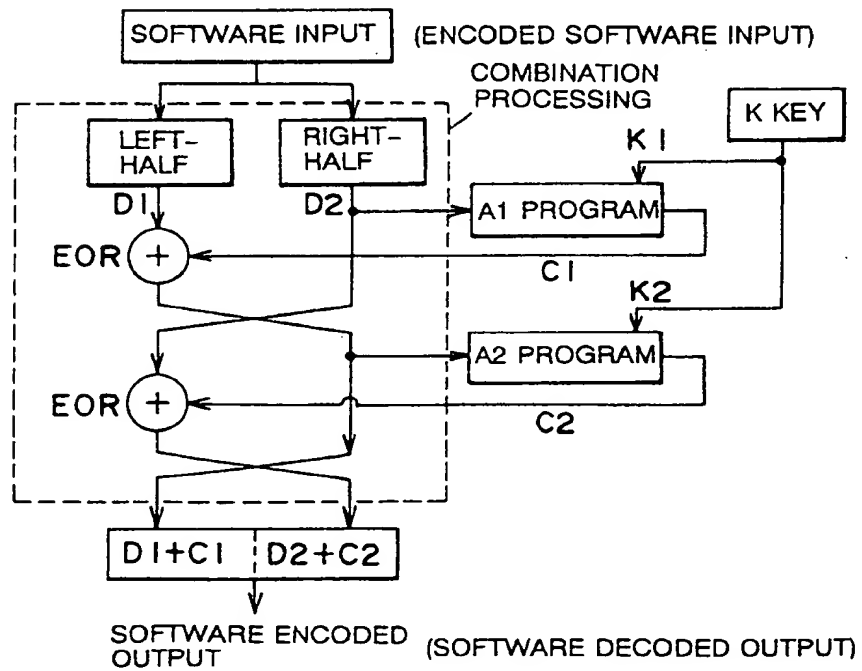 SOFTWARE INPUT
(ENCODED SOFTWARE INPUT)
COMBINATION
PROCESSING
K KEY
LEFT-
HALF
RIGHT-
HALF
K1
D1
D2
A1 PROGRAM
EOR
+
C1
K2
A2 PROGRAM
EOR
+
C2
D1+C1
D2+C2
SOFTWARE ENCODED
OUTPUT
(SOFTWARE DECODED OUTPUT)